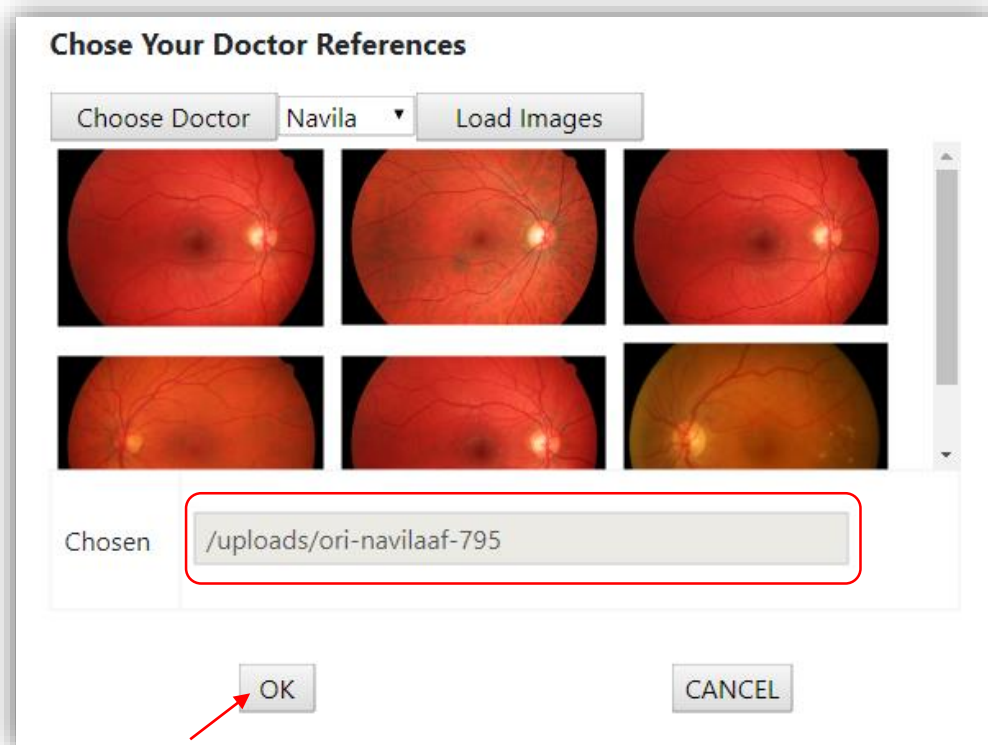 Chose Your Doctor References
Choose Doctor Navila Load Images
Chosen /uploads/ori-navilaaf-795
OK CANCEL